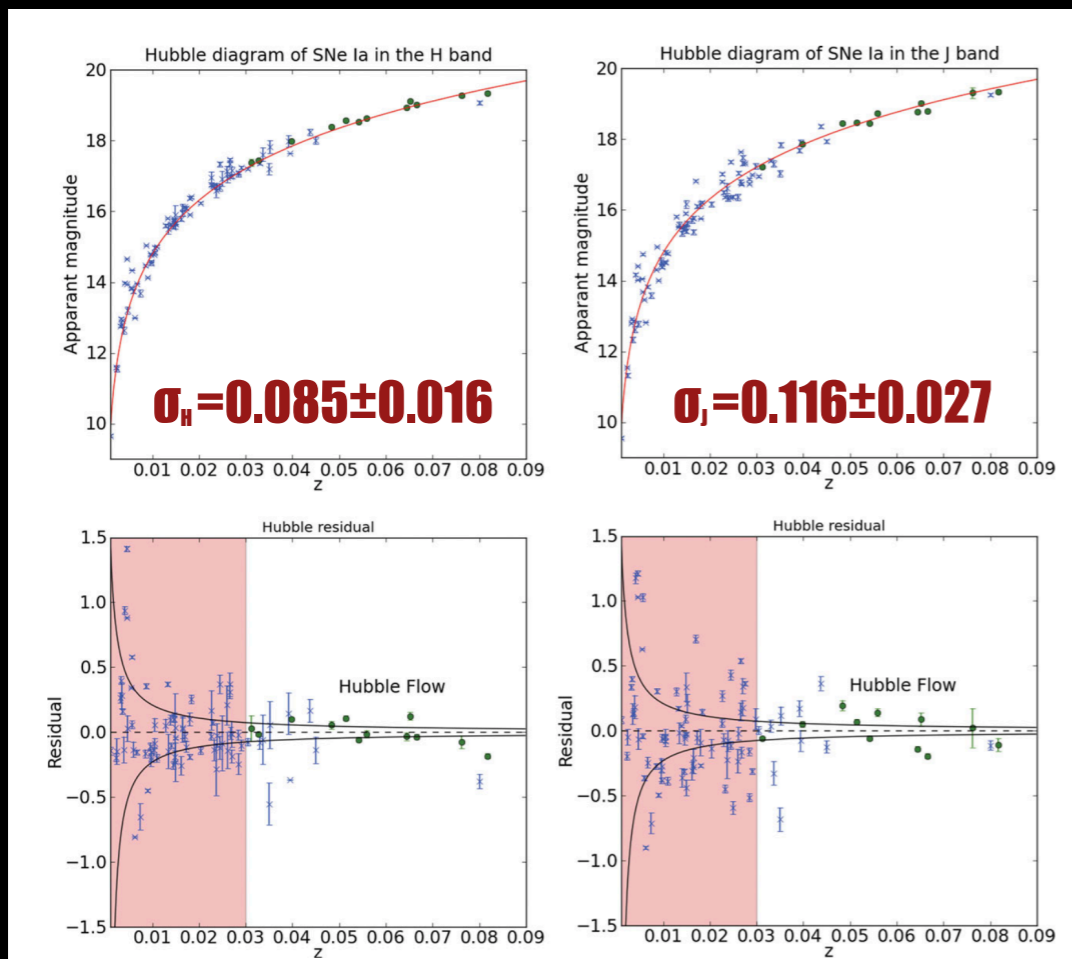 Hubble diagram of SNe Ia in the H band
20
18
16
14
12
10
Apparant magnitude
σH=0.085±0.016
0.01 0.02 0.03 0.04 0.05 0.06 0.07 0.08 0.09
z
Hubble diagram of SNe Ia in the J band
20
18
16
14
12
10
Apparant magnitude
σJ=0.116±0.027
0.01 0.02 0.03 0.04 0.05 0.06 0.07 0.08 0.09
z
Hubble residual
1.5
1.0
0.5
0.0
−0.5
−1.0
−1.5
Residual
Hubble Flow
0.01 0.02 0.03 0.04 0.05 0.06 0.07 0.08 0.09
z
Hubble residual
1.5
1.0
0.5
0.0
−0.5
−1.0
−1.5
Residual
Hubble Flow
0.01 0.02 0.03 0.04 0.05 0.06 0.07 0.08 0.09
z